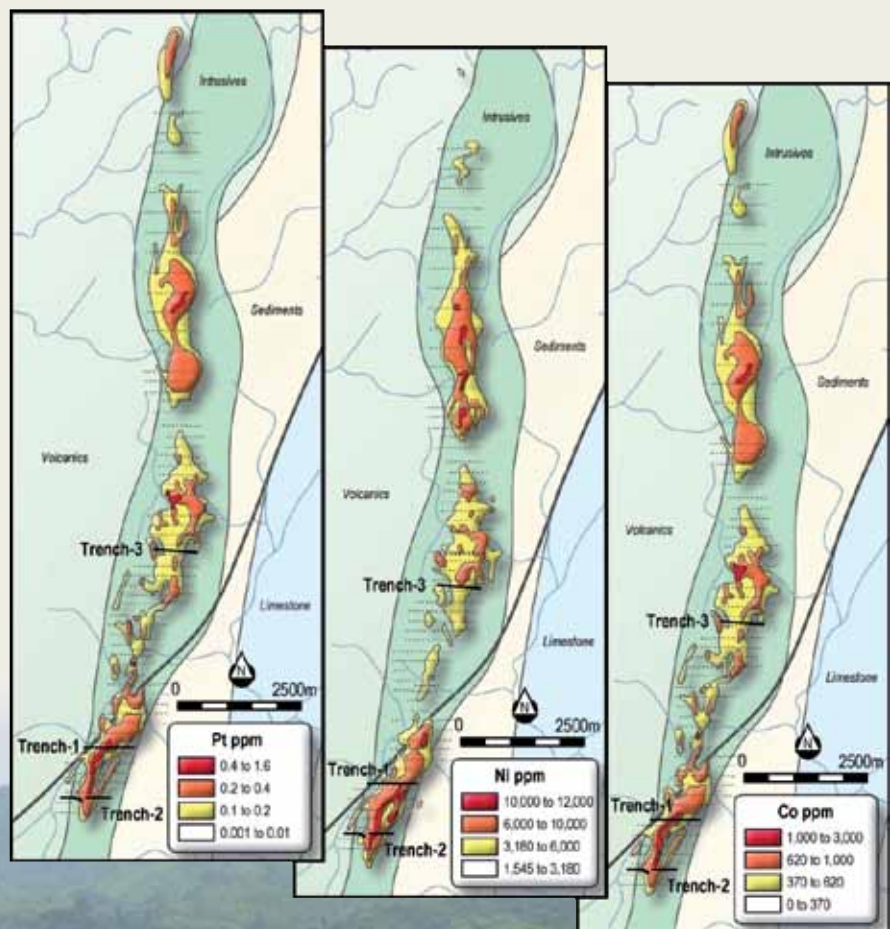 Intrusives
Sediments
Volcanics
Trench-3
Limestone
N
0 2500m
Trench-1
Trench-2
Pt ppm
0.4 to 1.6
0.2 to 0.4
0.1 to 0.2
0.001 to 0.01
Intrusives
Sediments
Volcanics
Trench-3
Limestone
N
0 2500m
Trench-1
Trench-2
Ni ppm
10,000 to 12,000
6,000 to 10,000
3,180 to 6,000
1.545 to 3,180
Intrusives
Sediments
Volcanics
Trench-3
Limestone
N
0 2500m
Trench-1
Trench-2
Co ppm
1,000 to 3,000
620 to 1,000
370 to 620
0 to 370